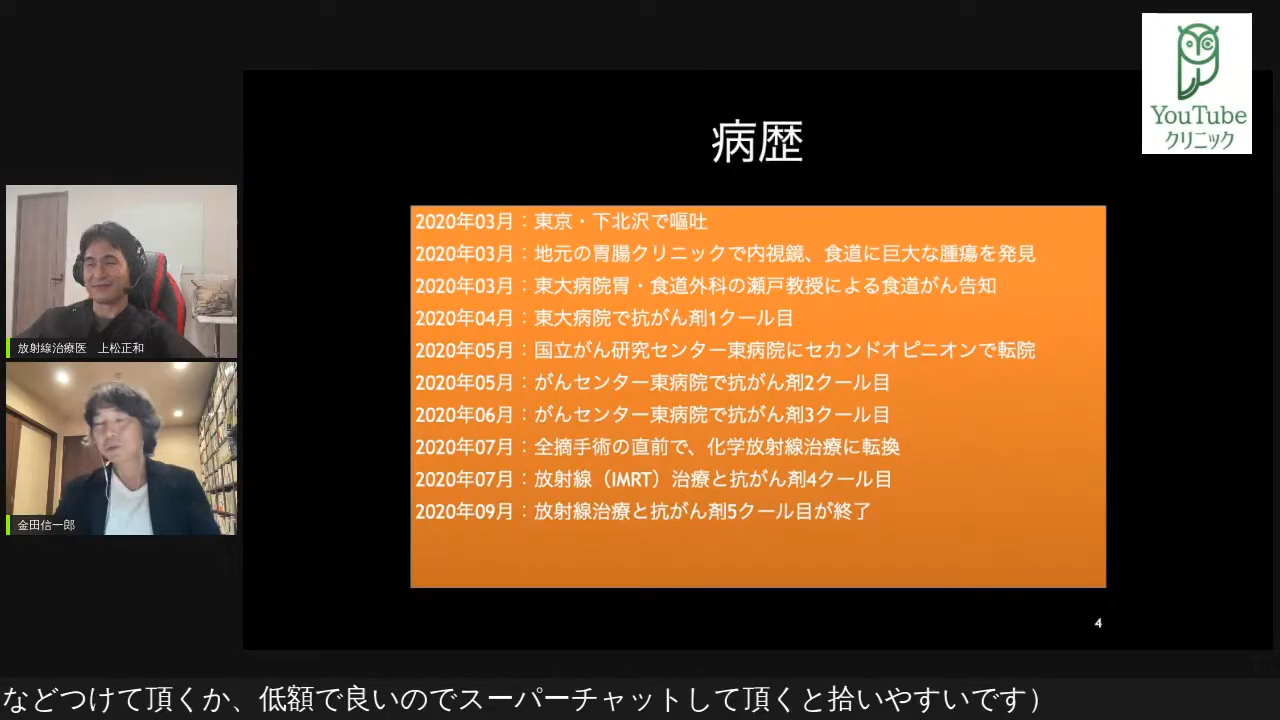 YouTube
クリニック
病歴
2020年03月：東京・下北沢で嘔吐
2020年03月：地元の胃腸クリニックで内視鏡、食道に巨大な腫瘍を発見
2020年03月：東大病院胃・食道外科の瀬戸教授による食道がん告知
2020年04月：東大病院で抗がん剤1クール目
2020年05月：国立がん研究センター東病院にセカンドオピニオンで転院
2020年05月：がんセンター東病院で抗がん剤2クール目
2020年06月：がんセンター東病院で抗がん剤3クール目
2020年07月：全摘手術の直前で、化学放射線治療に転換
2020年07月：放射線（IMRT）治療と抗がん剤4クール目
2020年09月：放射線治療と抗がん剤5クール目が終了
4
放射線治療医　上松正和
金田信一郎
などつけて頂くか、低額で良いのでスーパーチャットして頂くと拾いやすいです）